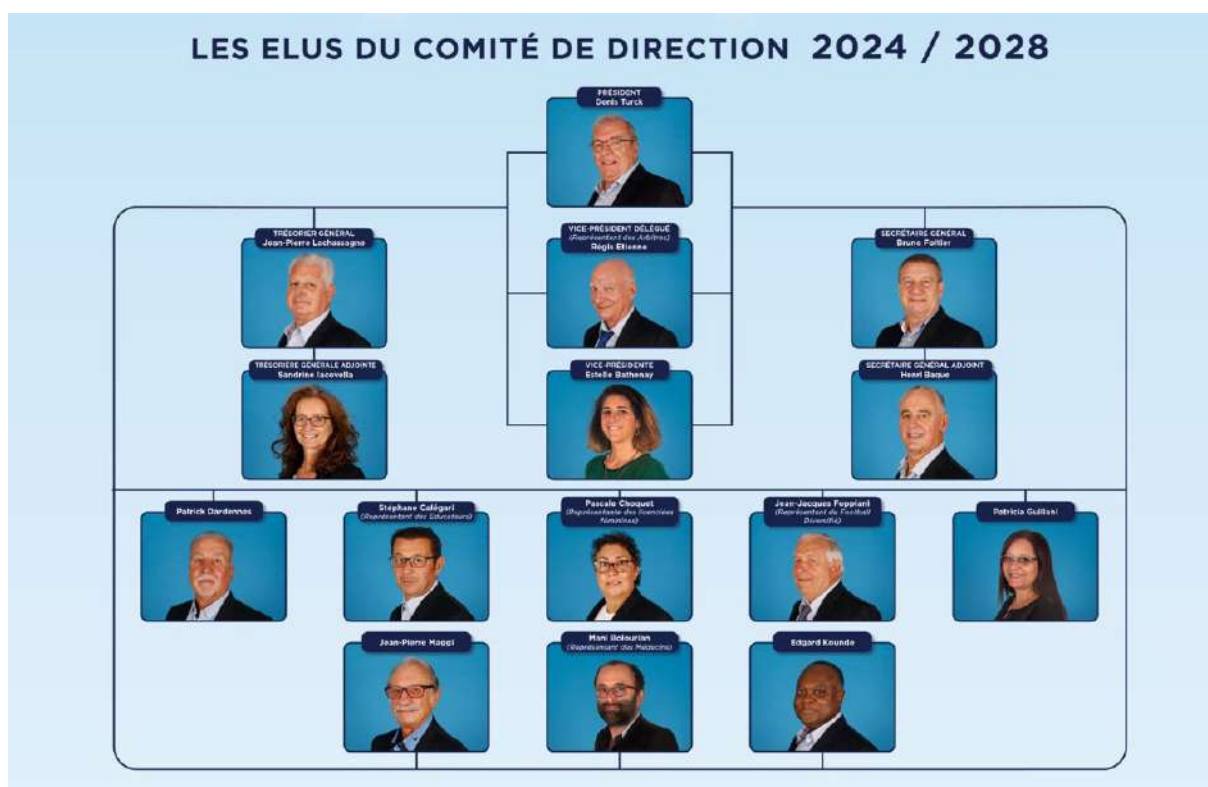 LES ELUS DU COMITÉ DE DIRECTION 2024 / 2028
PRÉSIDENT
Denis Turck
TRÉSORIER GÉNÉRAL
Jean-Pierre Lachassagne
VICE-PRÉSIDENT DÉLÉGUÉ
(Représentant des Arbitres)
Régis Etienne
SECRÉTAIRE GÉNÉRAL
Bruno Foltier
TRÉSORIÈRE GÉNÉRALE ADJOINTE
Sandrine Iacovella
VICE-PRÉSIDENTE
Estelle Bathenay
SECRÉTAIRE GÉNÉRAL ADJOINT
Henri Baque
Patrick Dardennes
Stéphane Calégari
(Représentant des Educateurs)
Pascale Choquet
(Représentante des licenciées
féminines)
Jean-Jacques Foppiani
(Représentant de Football
Diversifié)
Patricia Guiliani
Jean-Pierre Maggi
Mani Bolourian
(Représentant des Médecins)
Edgard Kounde